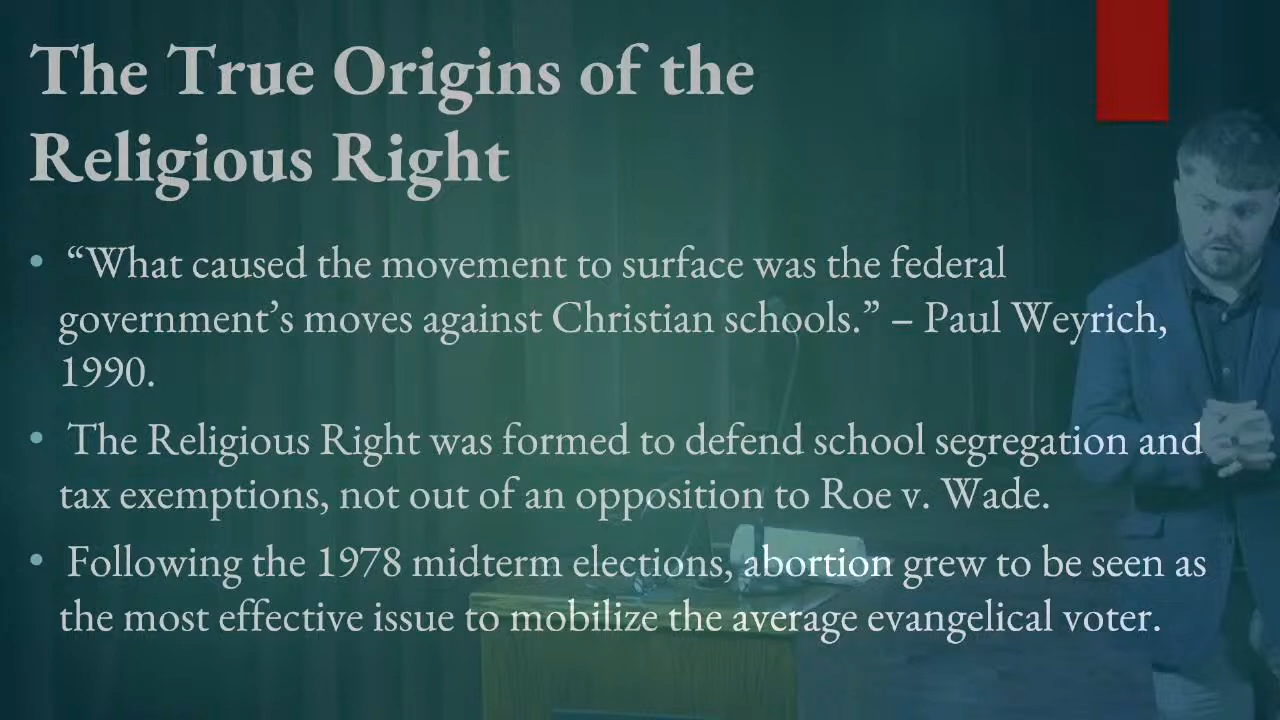 The True Origins of the
Religious Right
• “What caused the movement to surface was the federal
government’s moves against Christian schools.” – Paul Weyrich,
1990.
• The Religious Right was formed to defend school segregation and
tax exemptions, not out of an opposition to Roe v. Wade.
• Following the 1978 midterm elections, abortion grew to be seen as
the most effective issue to mobilize the average evangelical voter.